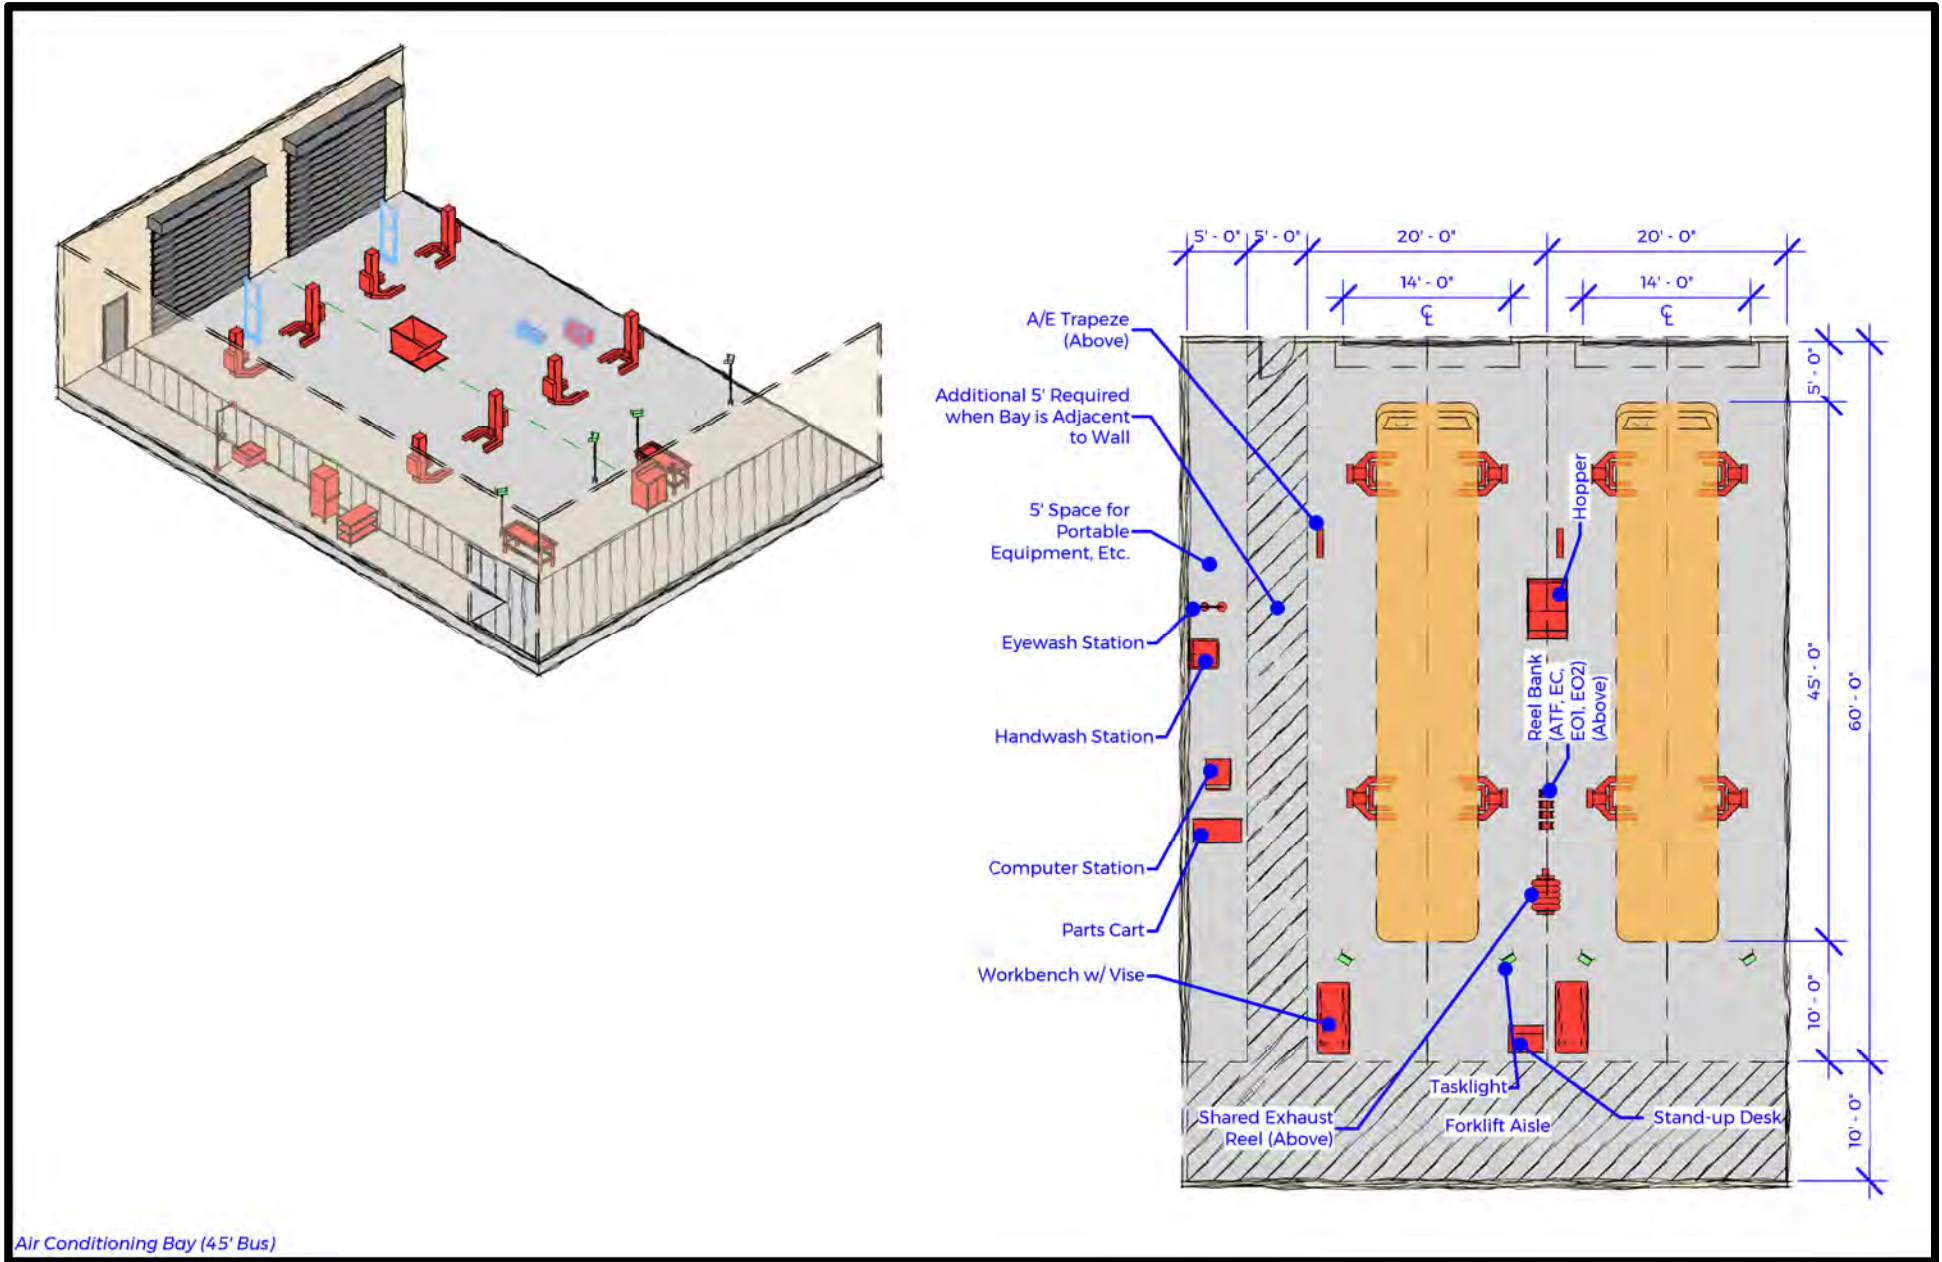 5' - 0"
5' - 0"
20' - 0"
20' - 0"
14' - 0"
14' - 0"
℄
℄
A/E Trapeze
(Above)
Additional 5' Required
when Bay is Adjacent
to Wall
5' Space for
Portable
Equipment, Etc.
Eyewash Station
Handwash Station
Computer Station
Parts Cart
Workbench w/ Vise
Hopper
Reel Bank
(ATF, EC,
EO1, EO2)
(Above)
Tasklight
Shared Exhaust
Reel (Above)
Forklift Aisle
Stand-up Desk
5' - 0"
45' - 0"
60' - 0"
10' - 0"
10' - 0"
Air Conditioning Bay (45' Bus)